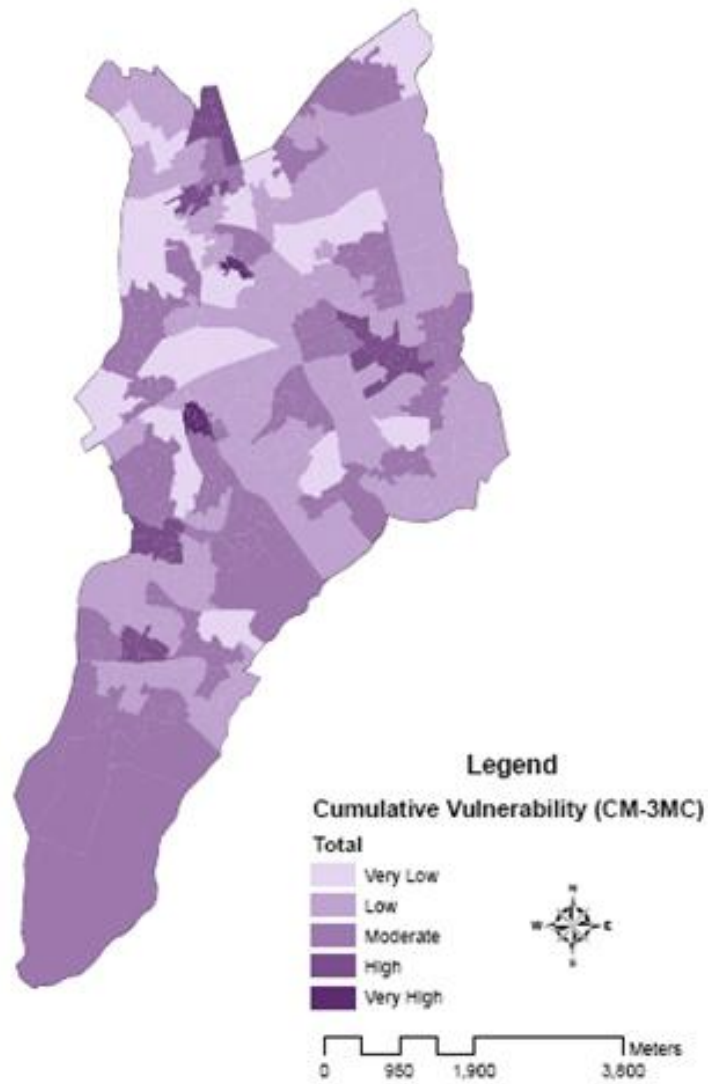 Legend
Cumulative Vulnerability (CM-3MC)
Total
Very Low
Low
Moderate
High
Very High
N
W E
S
Meters
0 950 1,900 3,800